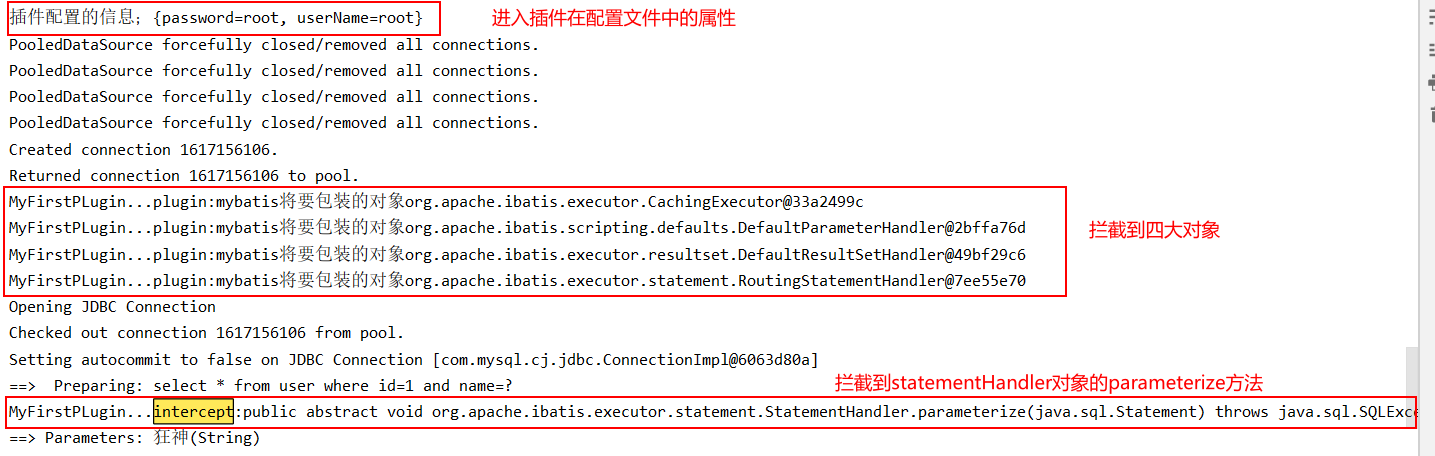 插件配置的信息；{password=root, userName=root} 进入插件在配置文件中的属性
PooledDataSource forcefully closed/removed all connections.
PooledDataSource forcefully closed/removed all connections.
PooledDataSource forcefully closed/removed all connections.
PooledDataSource forcefully closed/removed all connections.
Created connection 1617156106.
Returned connection 1617156106 to pool.
MyFirstPLugin...plugin:mybatis将要包装的对象org.apache.ibatis.executor.CachingExecutor@33a2499c
MyFirstPLugin...plugin:mybatis将要包装的对象org.apache.ibatis.scripting.defaults.DefaultParameterHandler@2bffa76d
拦截到四大对象
MyFirstPLugin...plugin:mybatis将要包装的对象org.apache.ibatis.executor.resultset.DefaultResultSetHandler@49bf29c6
MyFirstPLugin...plugin:mybatis将要包装的对象org.apache.ibatis.executor.statement.RoutingStatementHandler@7ee55e70
Opening JDBC Connection
Checked out connection 1617156106 from pool.
Setting autocommit to false on JDBC Connection [com.mysql.cj.jdbc.ConnectionImpl@6063d80a]
==>  Preparing: select * from user where id=1 and name=?
拦截到statementHandler对象的parameterize方法
MyFirstPLugin...intercept:public abstract void org.apache.ibatis.executor.statement.StatementHandler.parameterize(java.sql.Statement) throws java.sql.SQLExce
==> Parameters: 狂神(String)